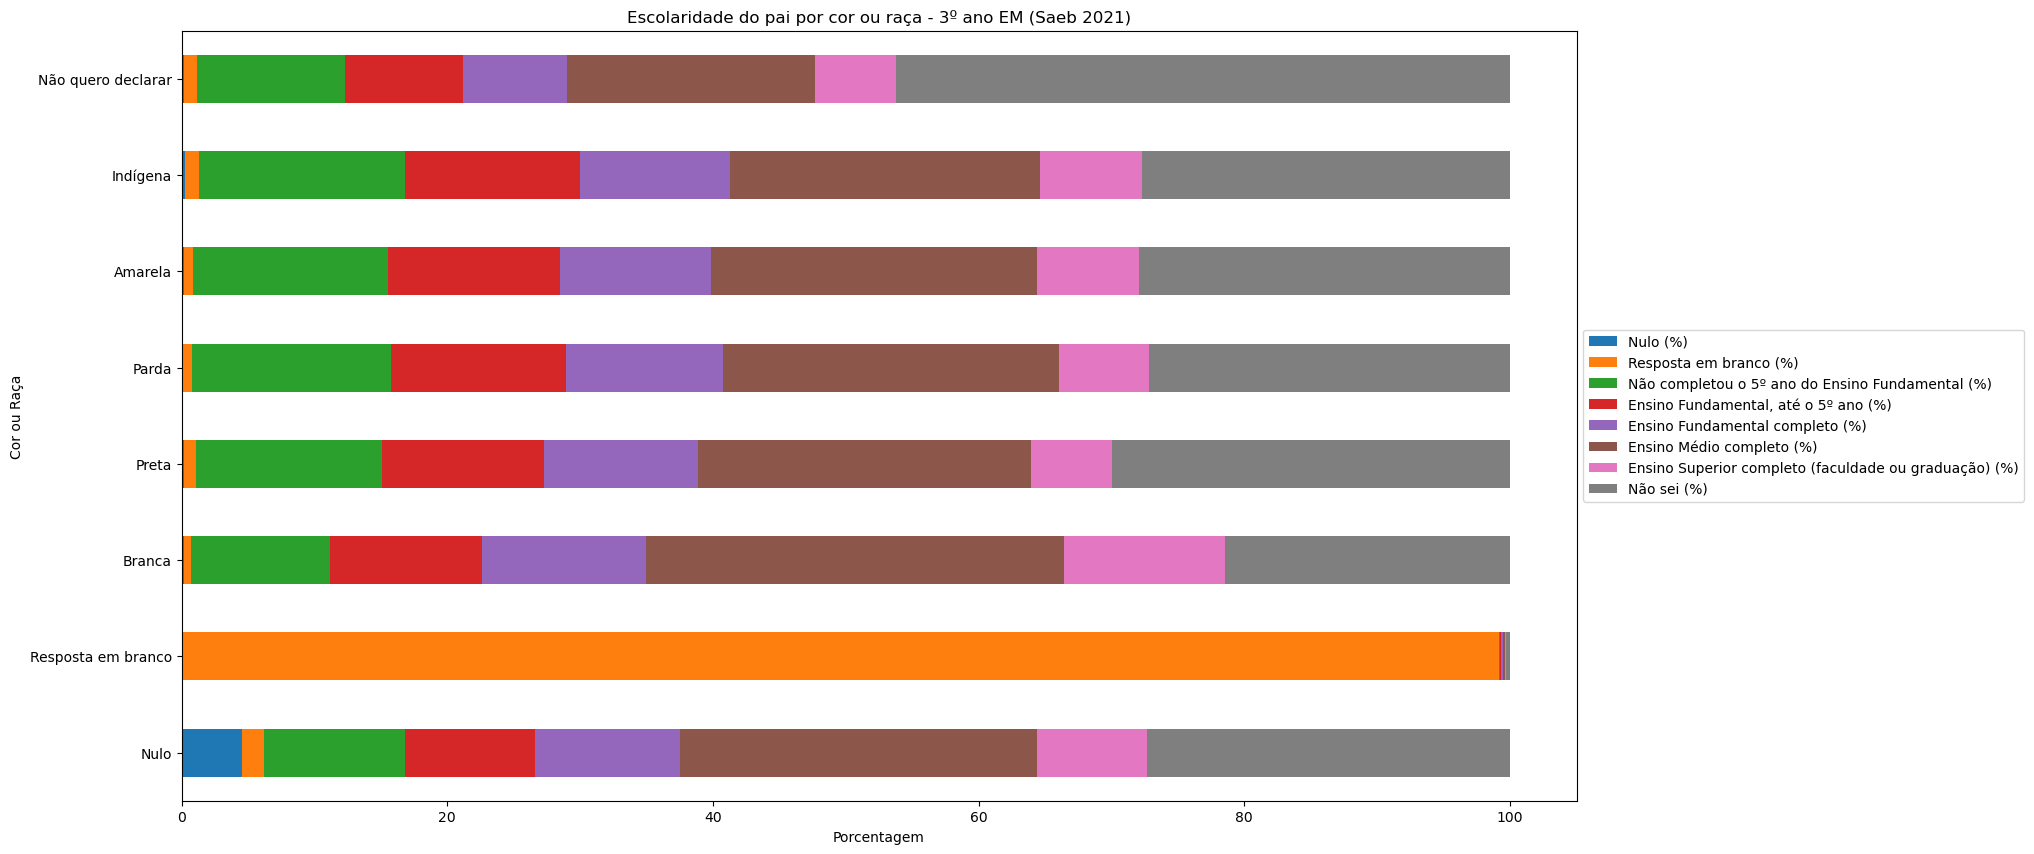 Escolaridade do pai por cor ou raça - 3º ano EM (Saeb 2021)
Cor ou Raça
Não quero declarar
Indígena
Amarela
Parda
Preta
Branca
Resposta em branco
Nulo
0 20 40 60 80 100
Porcentagem
Nulo (%)
Resposta em branco (%)
Não completou o 5º ano do Ensino Fundamental (%)
Ensino Fundamental, até o 5º ano (%)
Ensino Fundamental completo (%)
Ensino Médio completo (%)
Ensino Superior completo (faculdade ou graduação) (%)
Não sei (%)